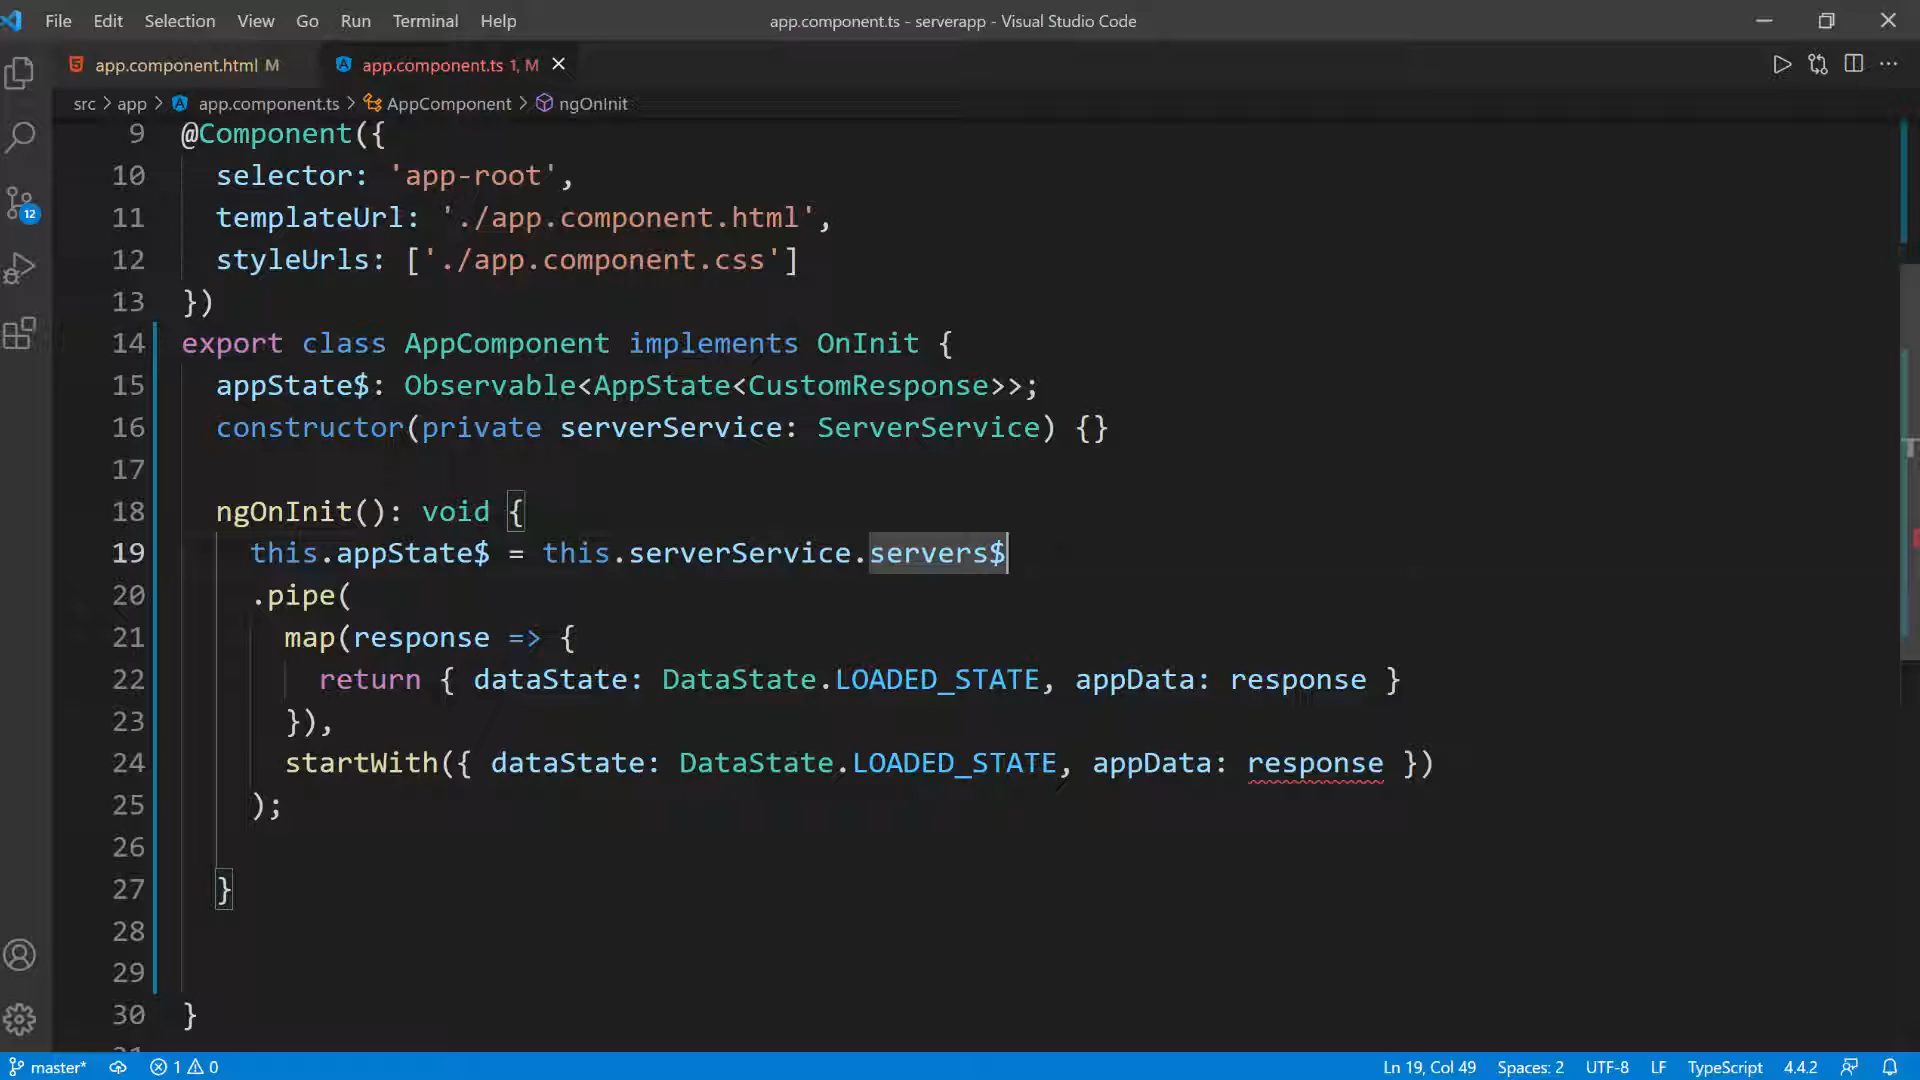 File Edit Selection View Go Run Terminal Help app.component.ts - serverapp - Visual Studio Code
app.component.html M app.component.ts 1, M
src > app > app.component.ts > AppComponent > ngOnInit
9 @Component({
10 selector: 'app-root',
11 templateUrl: './app.component.html',
12 styleUrls: ['./app.component.css']
13 })
14 export class AppComponent implements OnInit {
15 appState$: Observable<AppState<CustomResponse>>;
16 constructor(private serverService: ServerService) {}
17
18 ngOnInit(): void {
19 this.appState$ = this.serverService.servers$
20 .pipe(
21 map(response => {
22 return { dataState: DataState.LOADED_STATE, appData: response }
23 }),
24 startWith({ dataState: DataState.LOADED_STATE, appData: response })
25 );
26
27 }
28
29
30 }
12
master* 1 0 Ln 19, Col 49 Spaces: 2 UTF-8 LF TypeScript 4.4.2